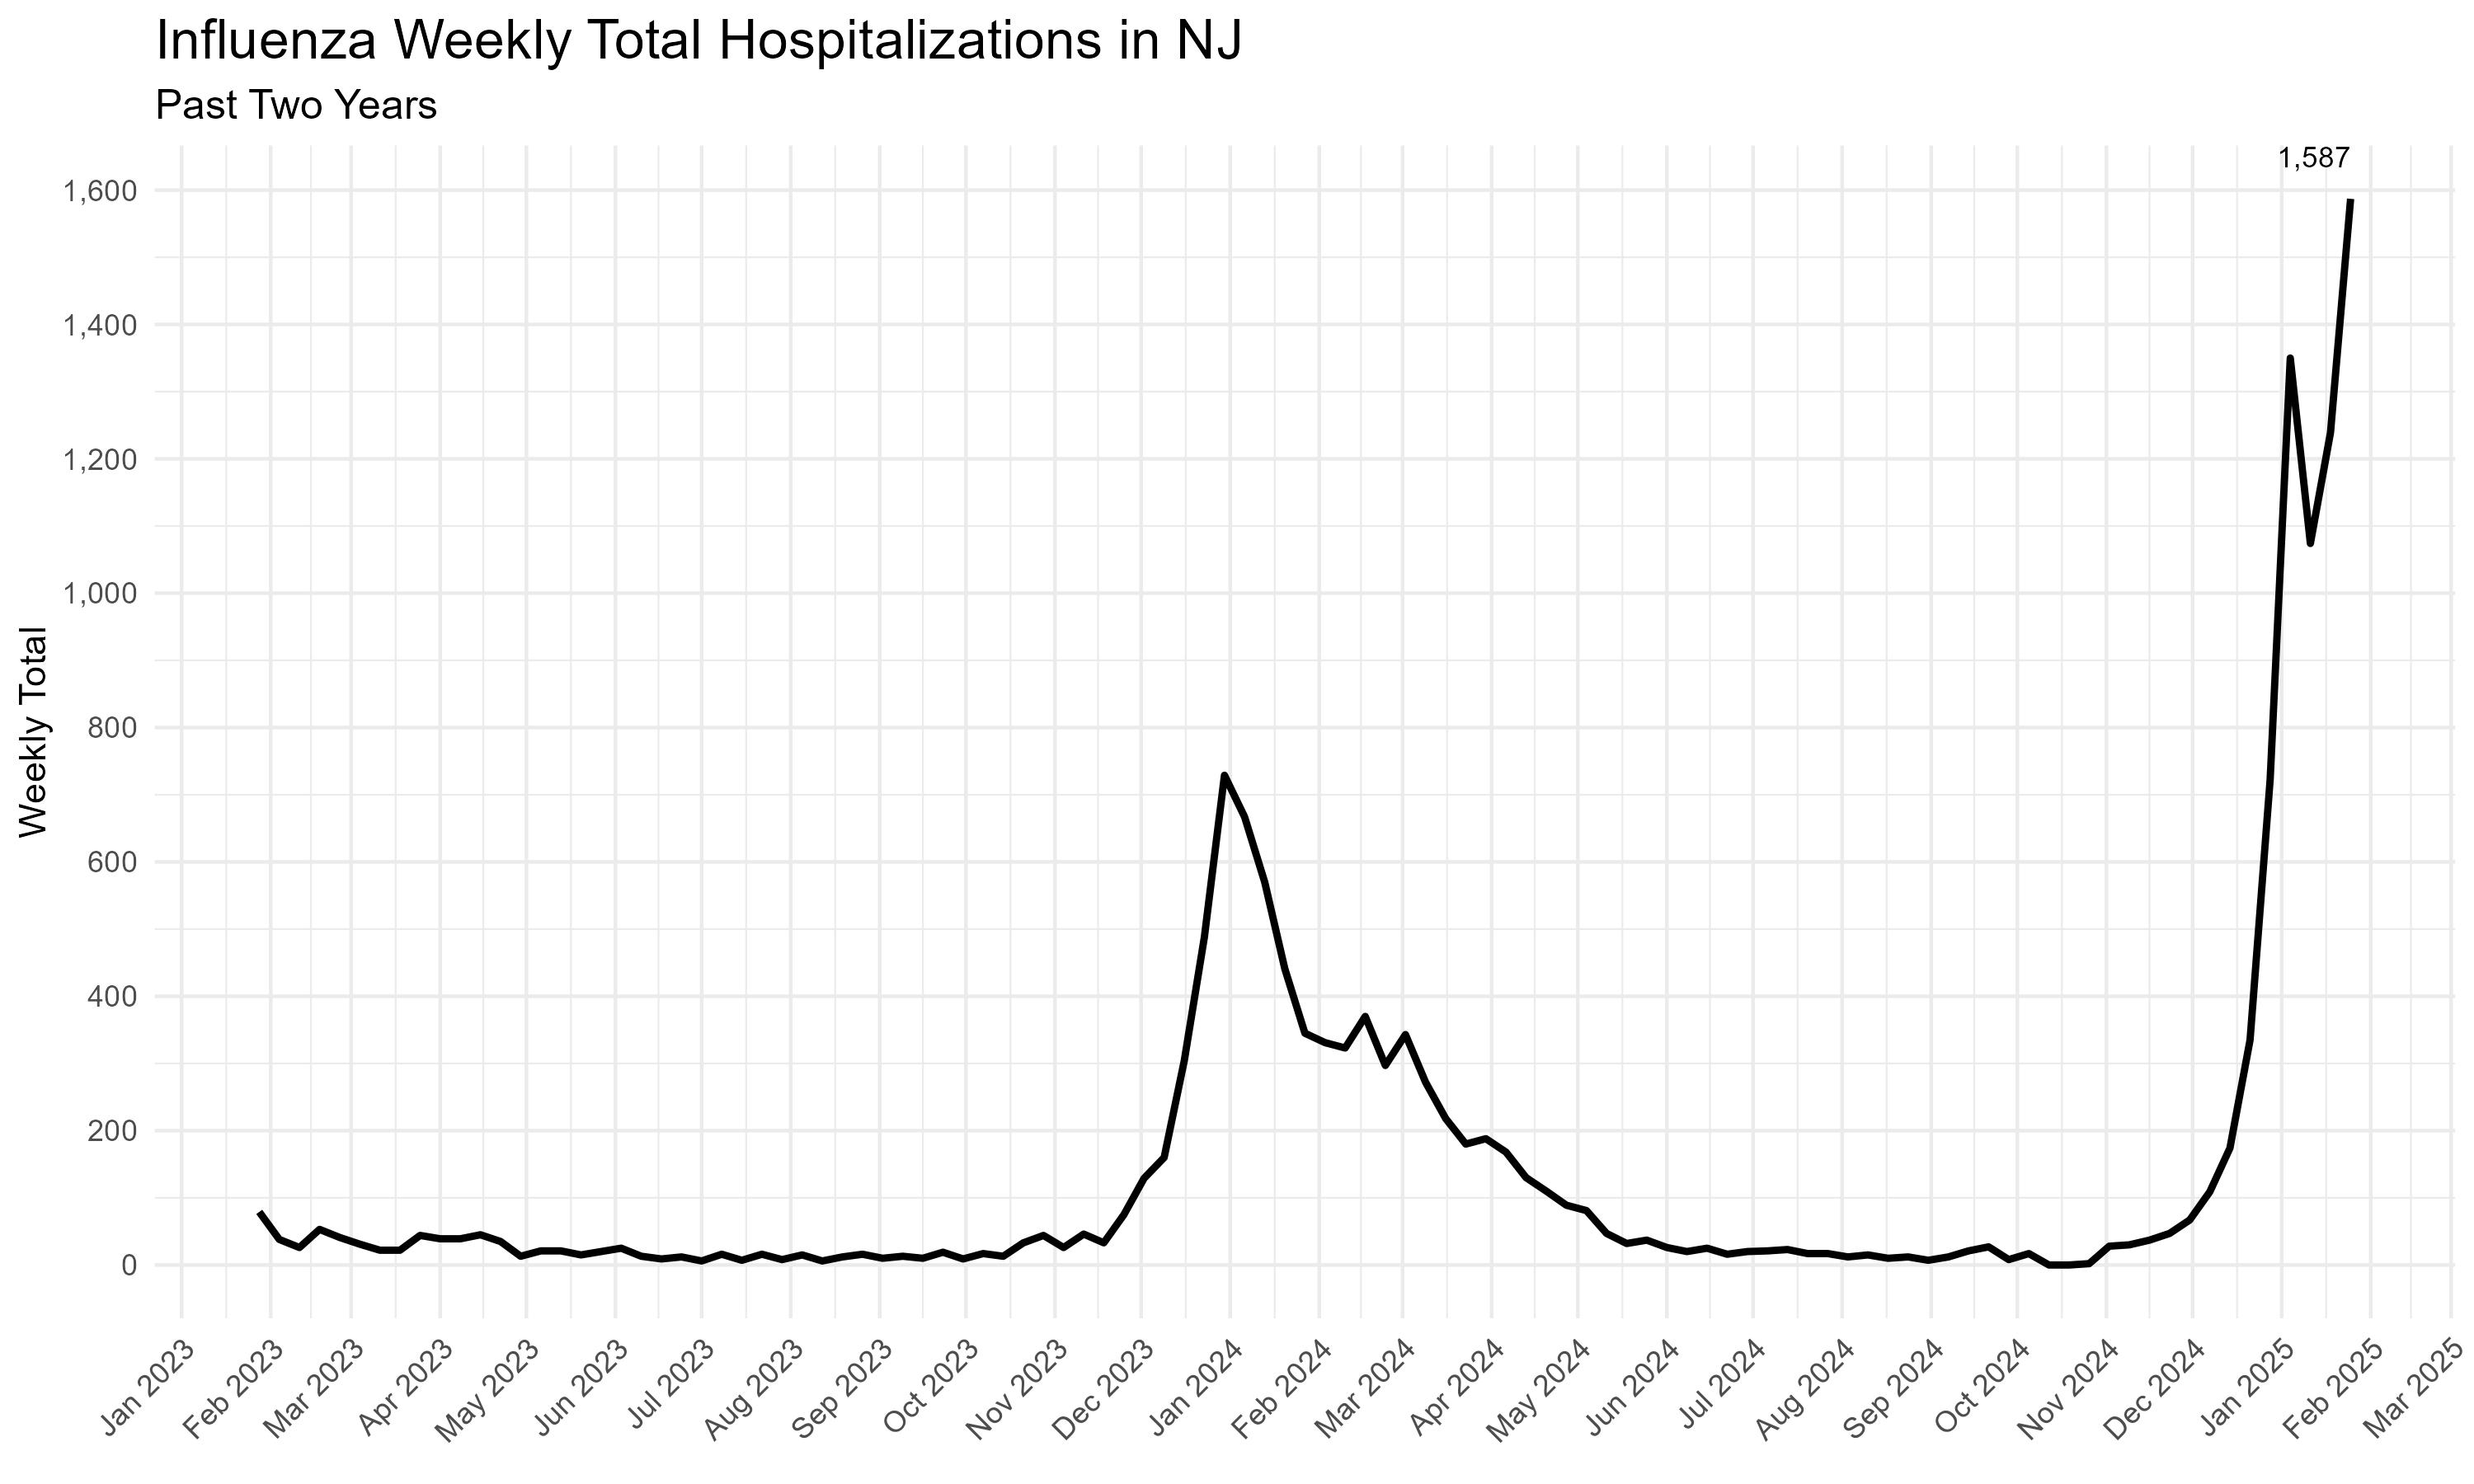 Influenza Weekly Total Hospitalizations in NJ
Past Two Years
1,587
1,600
1,400
1,200
1,000
800
600
400
200
0
Weekly Total
Jan 2023
Feb 2023
Mar 2023
Apr 2023
May 2023
Jun 2023
Jul 2023
Aug 2023
Sep 2023
Oct 2023
Nov 2023
Dec 2023
Jan 2024
Feb 2024
Mar 2024
Apr 2024
May 2024
Jun 2024
Jul 2024
Aug 2024
Sep 2024
Oct 2024
Nov 2024
Dec 2024
Jan 2025
Feb 2025
Mar 2025